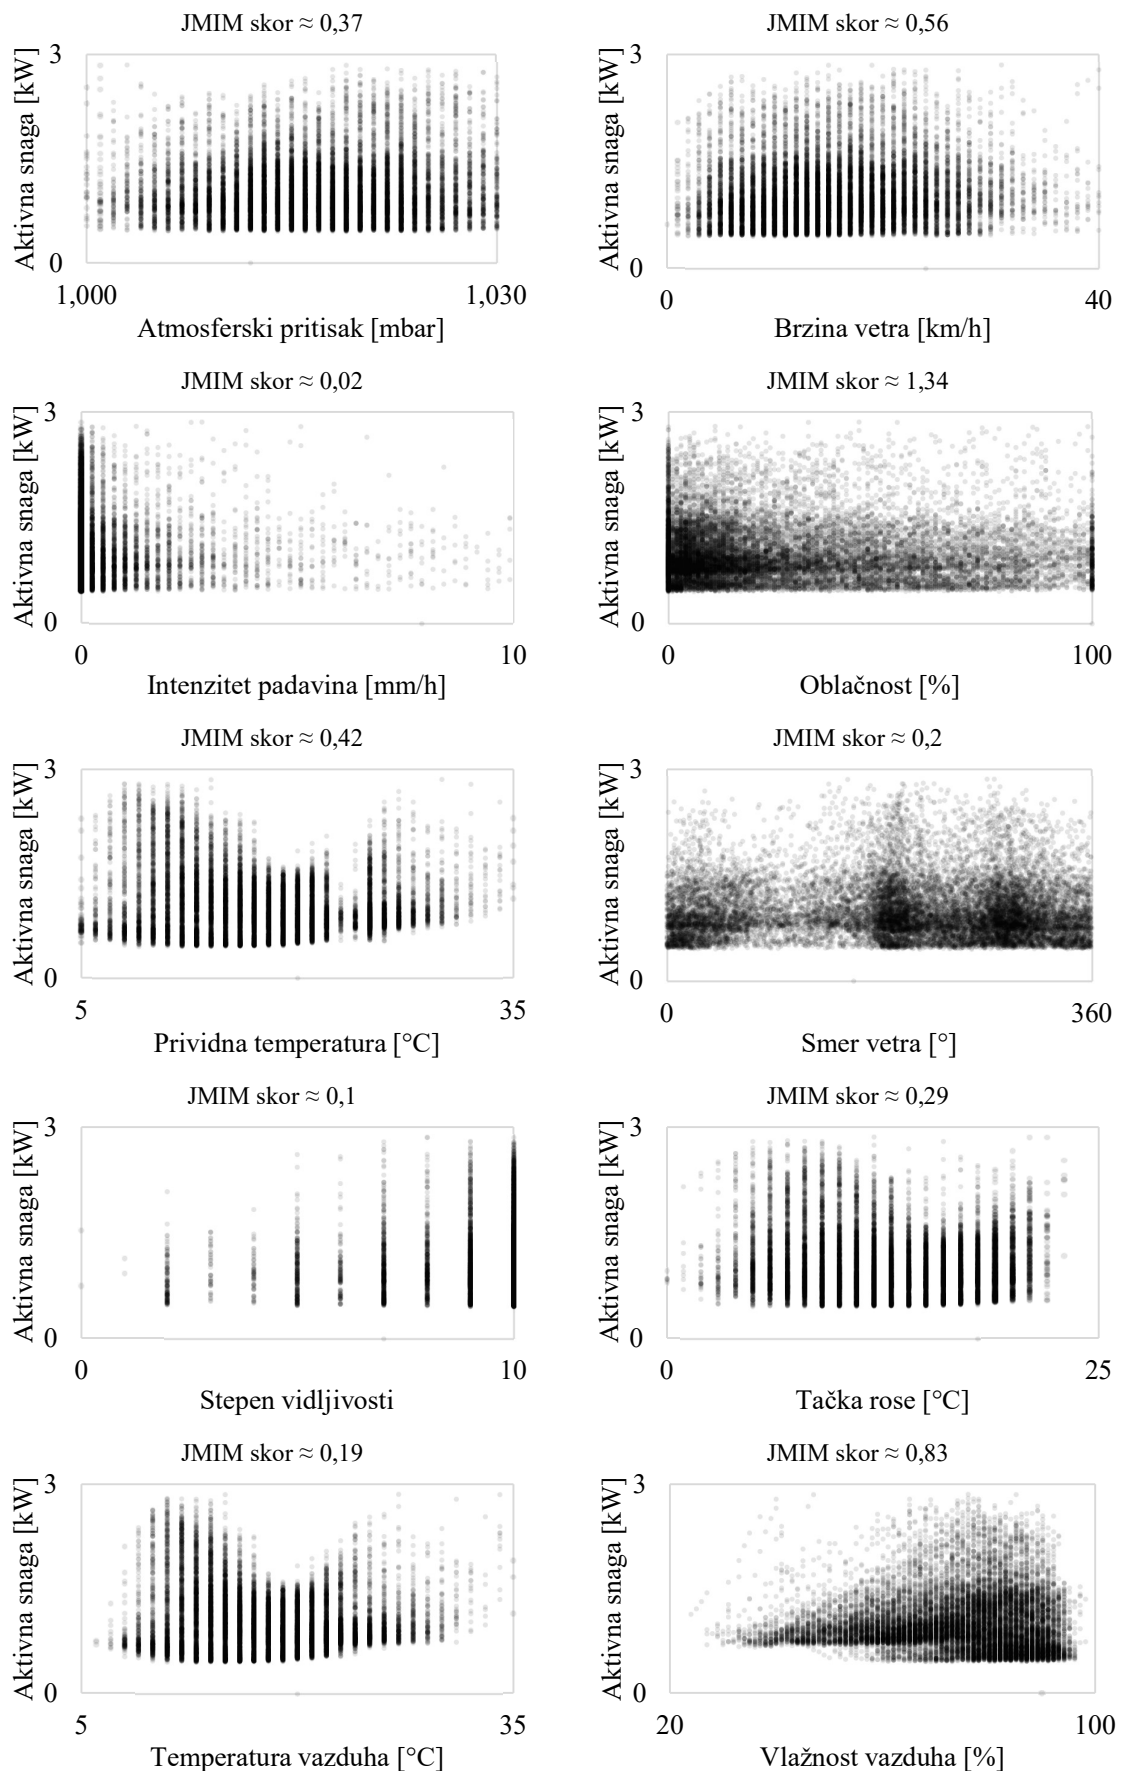 JMIM skor ≈ 0,37
Aktivna snaga [kW]
3
0
1,000
1,030
Atmosferski pritisak [mbar]
JMIM skor ≈ 0,56
Aktivna snaga [kW]
3
0
0
40
Brzina vetra [km/h]
JMIM skor ≈ 0,02
Aktivna snaga [kW]
3
0
0
10
Intenzitet padavina [mm/h]
JMIM skor ≈ 1,34
Aktivna snaga [kW]
3
0
0
100
Oblačnost [%]
JMIM skor ≈ 0,42
Aktivna snaga [kW]
3
0
5
35
Prividna temperatura [°C]
JMIM skor ≈ 0,2
Aktivna snaga [kW]
3
0
0
360
Smer vetra [°]
JMIM skor ≈ 0,1
Aktivna snaga [kW]
3
0
0
10
Stepen vidljivosti
JMIM skor ≈ 0,29
Aktivna snaga [kW]
3
0
0
25
Tačka rose [°C]
JMIM skor ≈ 0,19
Aktivna snaga [kW]
3
0
5
35
Temperatura vazduha [°C]
JMIM skor ≈ 0,83
Aktivna snaga [kW]
3
0
20
100
Vlažnost vazduha [%]